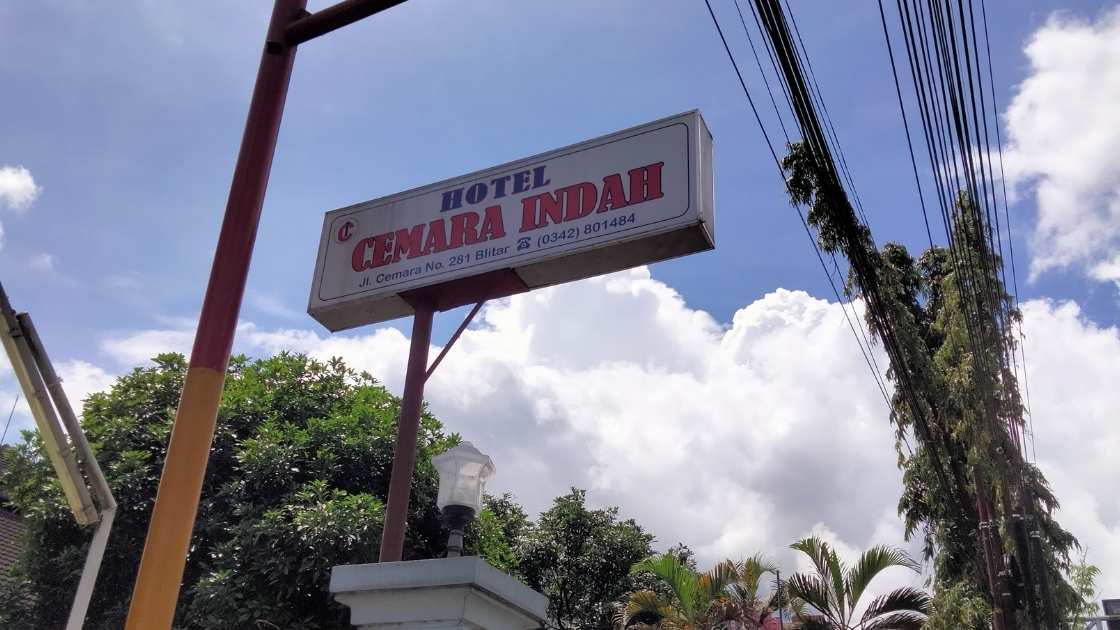 HOTEL
CEMARA INDAH
Jl. Cemara No. 281 Blitar ☎ (0342) 801484